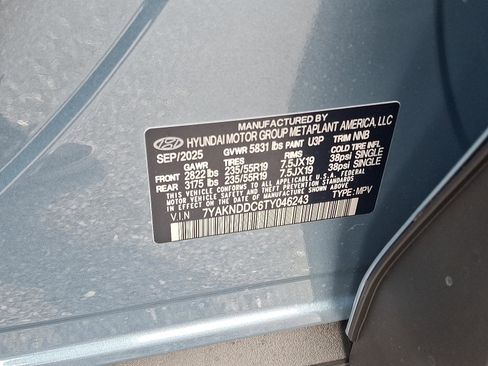 MANUFACTURED BY
HYUNDAI MOTOR GROUP METAPLANT AMERICA, LLC
SEP/2025 GVWR 5831 lbs PAINT U3P TRIM NNB
GAWR TIRES RIMS COLD TIRE INFL
FRONT 2822 lbs 235/55R19 7.5JX19 38psi SINGLE
REAR 3175 lbs 235/55R19 7.5JX19 38psi SINGLE
THIS VEHICLE CONFORMS TO ALL APPLICABLE U.S.A. FEDERAL
MOTOR VEHICLE SAFETY AND THEFT PREVENTION STANDARDS
IN EFFECT ON THE DATE OF MANUFACTURE SHOWN ABOVE.
V.I.N 7YAKNDDC6TY046243 TYPE: MPV